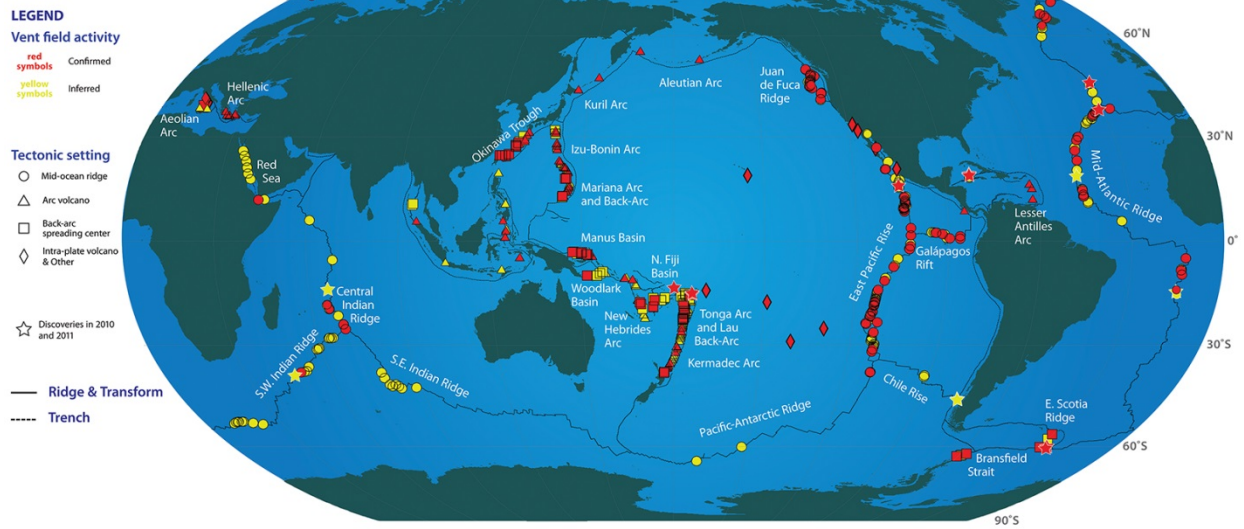 LEGEND
Vent field activity
red
symbols
Confirmed
yellow
symbols
Inferred
Tectonic setting
Mid-ocean ridge
Arc volcano
Back-arc
spreading center
Intra-plate volcano
& Other
Discoveries in 2010
and 2011
Ridge & Transform
Trench
60˚N
30˚N
0˚
30˚S
60˚S
90˚S
Hellenic
Arc
Aeolian
Arc
Red
Sea
Okinawa Trough
Kuril Arc
Aleutian Arc
Juan
de Fuca
Ridge
Izu-Bonin Arc
Mariana Arc
and Back-Arc
Mid-Atlantic Ridge
Lesser
Antilles
Arc
Manus Basin
N. Fiji
Basin
Woodlark
Basin
New
Hebrides
Arc
Tonga Arc
and Lau
Back-Arc
Kermadec Arc
East Pacific Rise
Galápagos
Rift
Central
Indian
Ridge
S.W. Indian Ridge
S.E. Indian Ridge
Pacific-Antarctic Ridge
Chile Rise
E. Scotia
Ridge
Bransfield
Strait